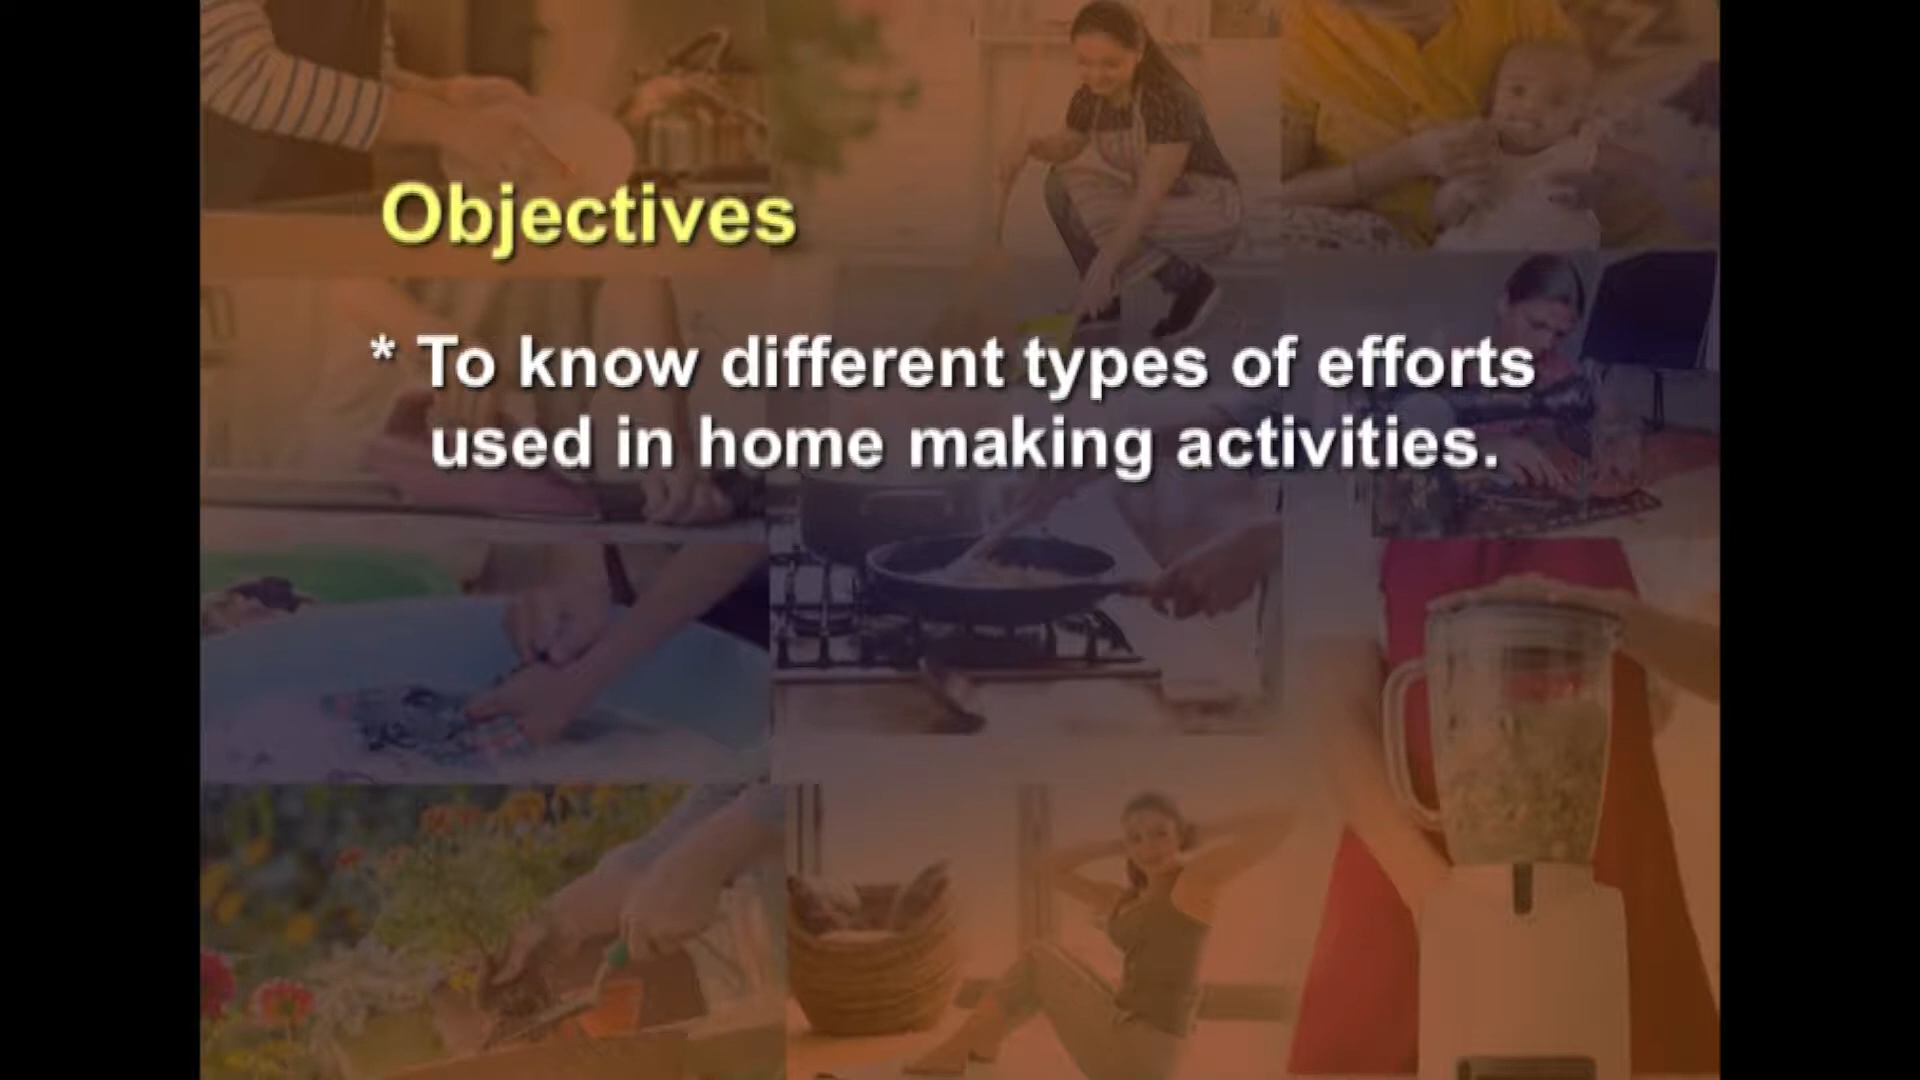 Objectives
* To know different types of efforts
used in home making activities.